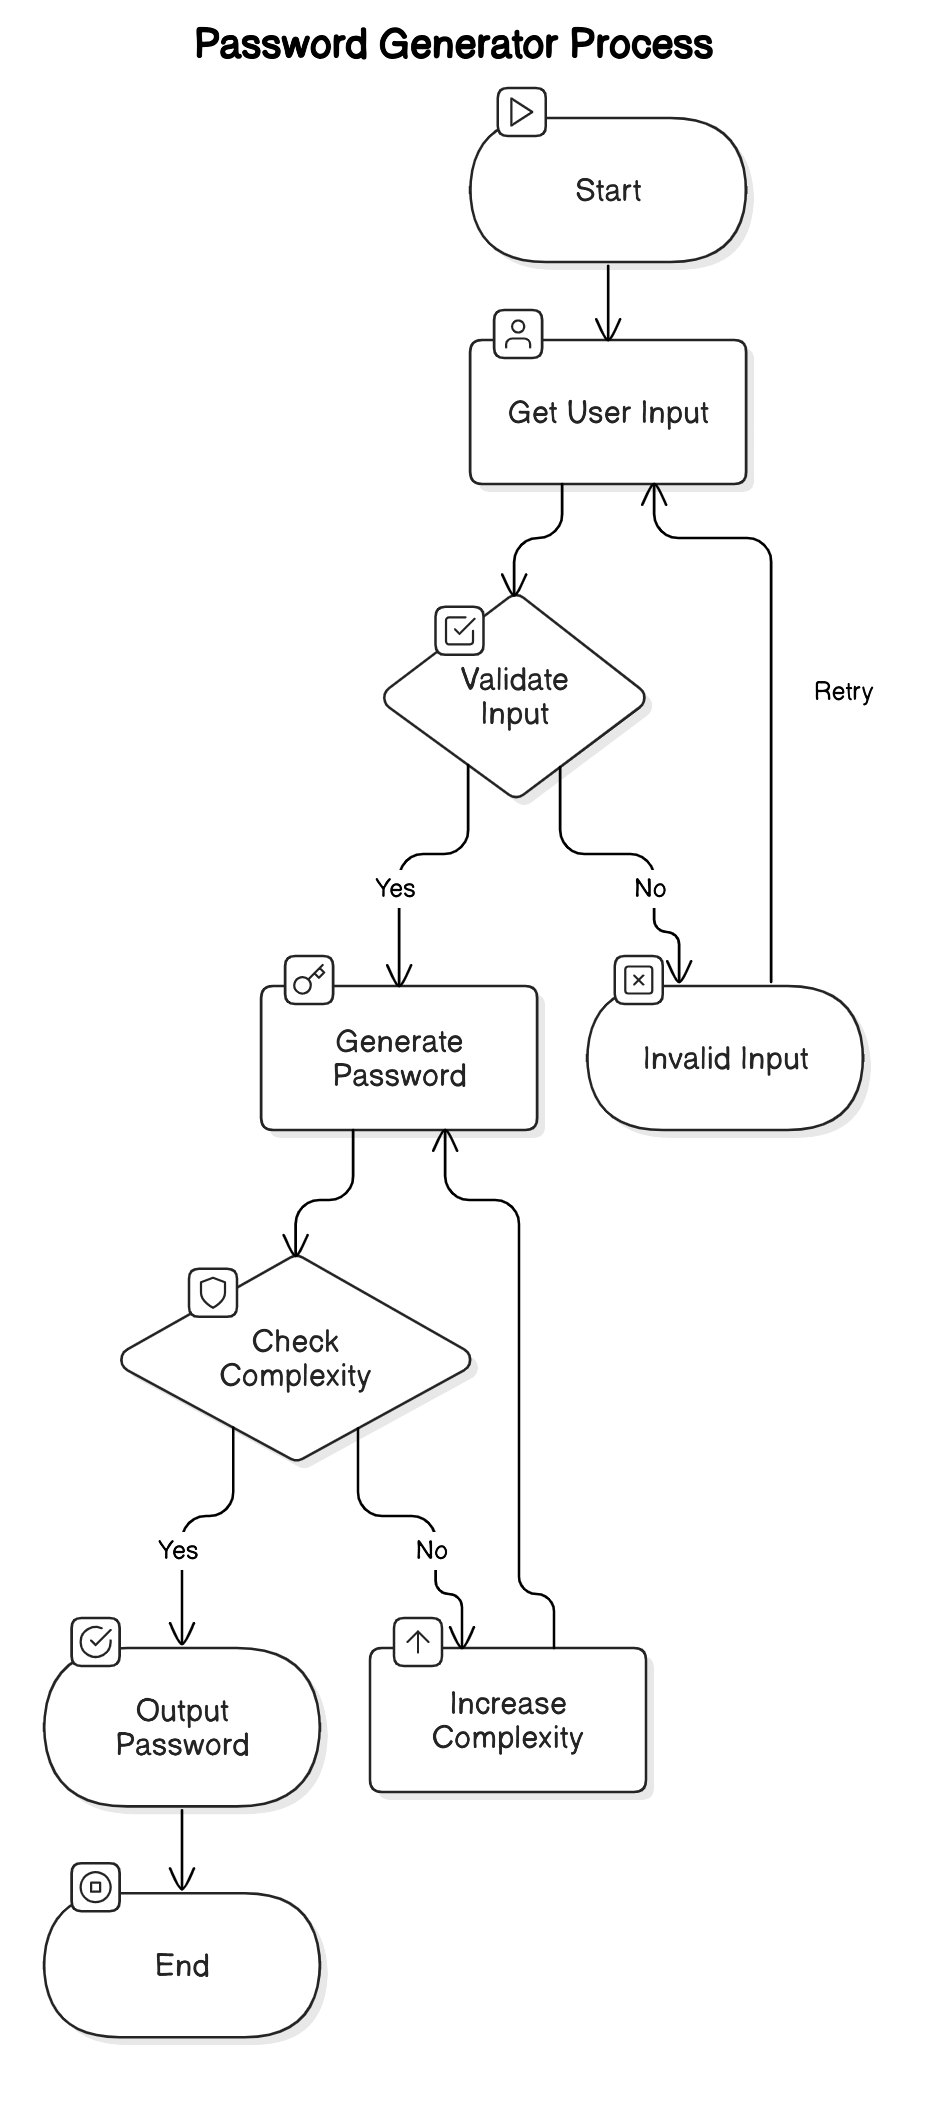 Password Generator Process
Start
Get User Input
Validate
Input
Retry
Yes
No
Generate
Password
Invalid Input
Check
Complexity
Yes
No
Output
Password
Increase
Complexity
End